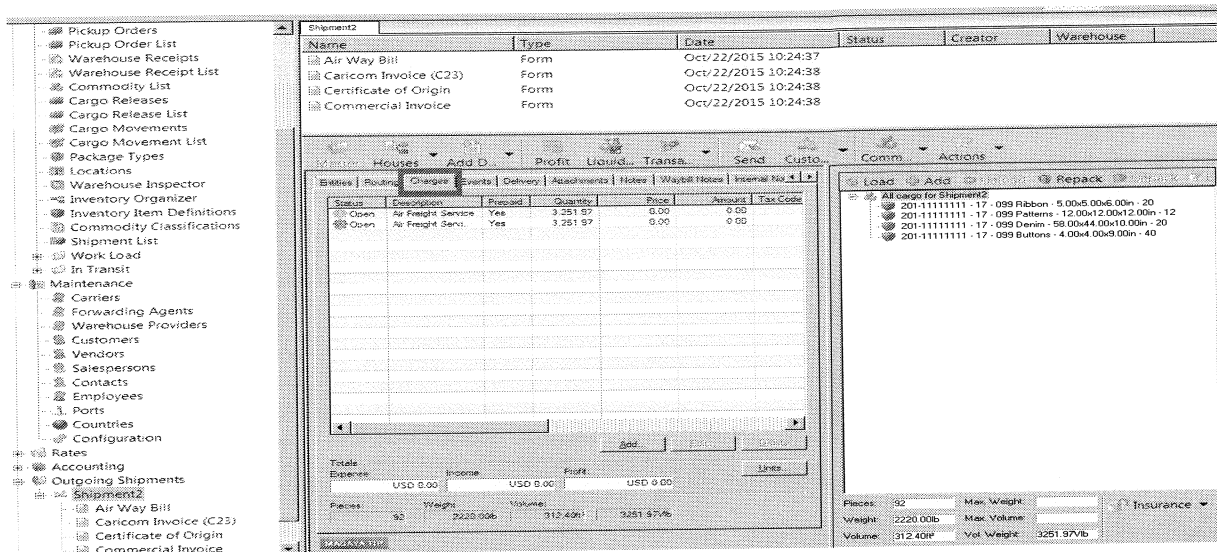 Pickup Orders
Pickup Order List
Warehouse Receipts
Warehouse Receipt List
Commodity List
Cargo Releases
Cargo Release List
Cargo Movements
Cargo Movement List
Package Types
Locations
Warehouse Inspector
Inventory Organizer
Inventory Item Definitions
Commodity Classifications
Shipment List
Work Load
In Transit
Maintenance
Carriers
Forwarding Agents
Warehouse Providers
Customers
Vendors
Salespersons
Contacts
Employees
Ports
Countries
Configuration
Rates
Accounting
Outgoing Shipments
Shipment2
Air Way Bill
Caricom Invoice (C23)
Certificate of Origin
Commercial Invoice
Shipment2
Name Type Date Status Creator Warehouse
Air Way Bill Form Oct/22/2015 10:24:37
Caricom Invoice (C23) Form Oct/22/2015 10:24:38
Certificate of Origin Form Oct/22/2015 10:24:38
Commercial Invoice Form Oct/22/2015 10:24:38
Houses Add D... Profit Liquid... Transa... Send Custo... Comm... Actions
Entities Routing Charges Events Delivery Attachments Notes Waybill Notes Internal No
Status Description Prepaid Quantity Price Amount Tax Code
Open Air Freight Service Yes 3,251.97 0.00 0.00
Open Air Freight Servi... Yes 3,251.97 0.00 0.00
Add...
Totals
Expense Income Profit Units...
USD 0.00 USD 0.00 USD 0.00
Pieces Weight Volume
92 2220.00lb 312.40ft³ 3251.97Vlb
Load Add Repack
All cargo for Shipment2
201-11111111 - 17 - 099 Ribbon - 5.00x5.00x6.00in - 20
201-11111111 - 17 - 099 Patterns - 12.00x12.00x12.00in - 12
201-11111111 - 17 - 099 Denim - 58.00x44.00x10.00in - 20
201-11111111 - 17 - 099 Buttons - 4.00x4.00x9.00in - 40
Pieces: 92 Max. Weight:
Weight: 2220.00lb Max. Volume:
Volume: 312.40ft³ Vol. Weight: 3251.97Vlb
Insurance